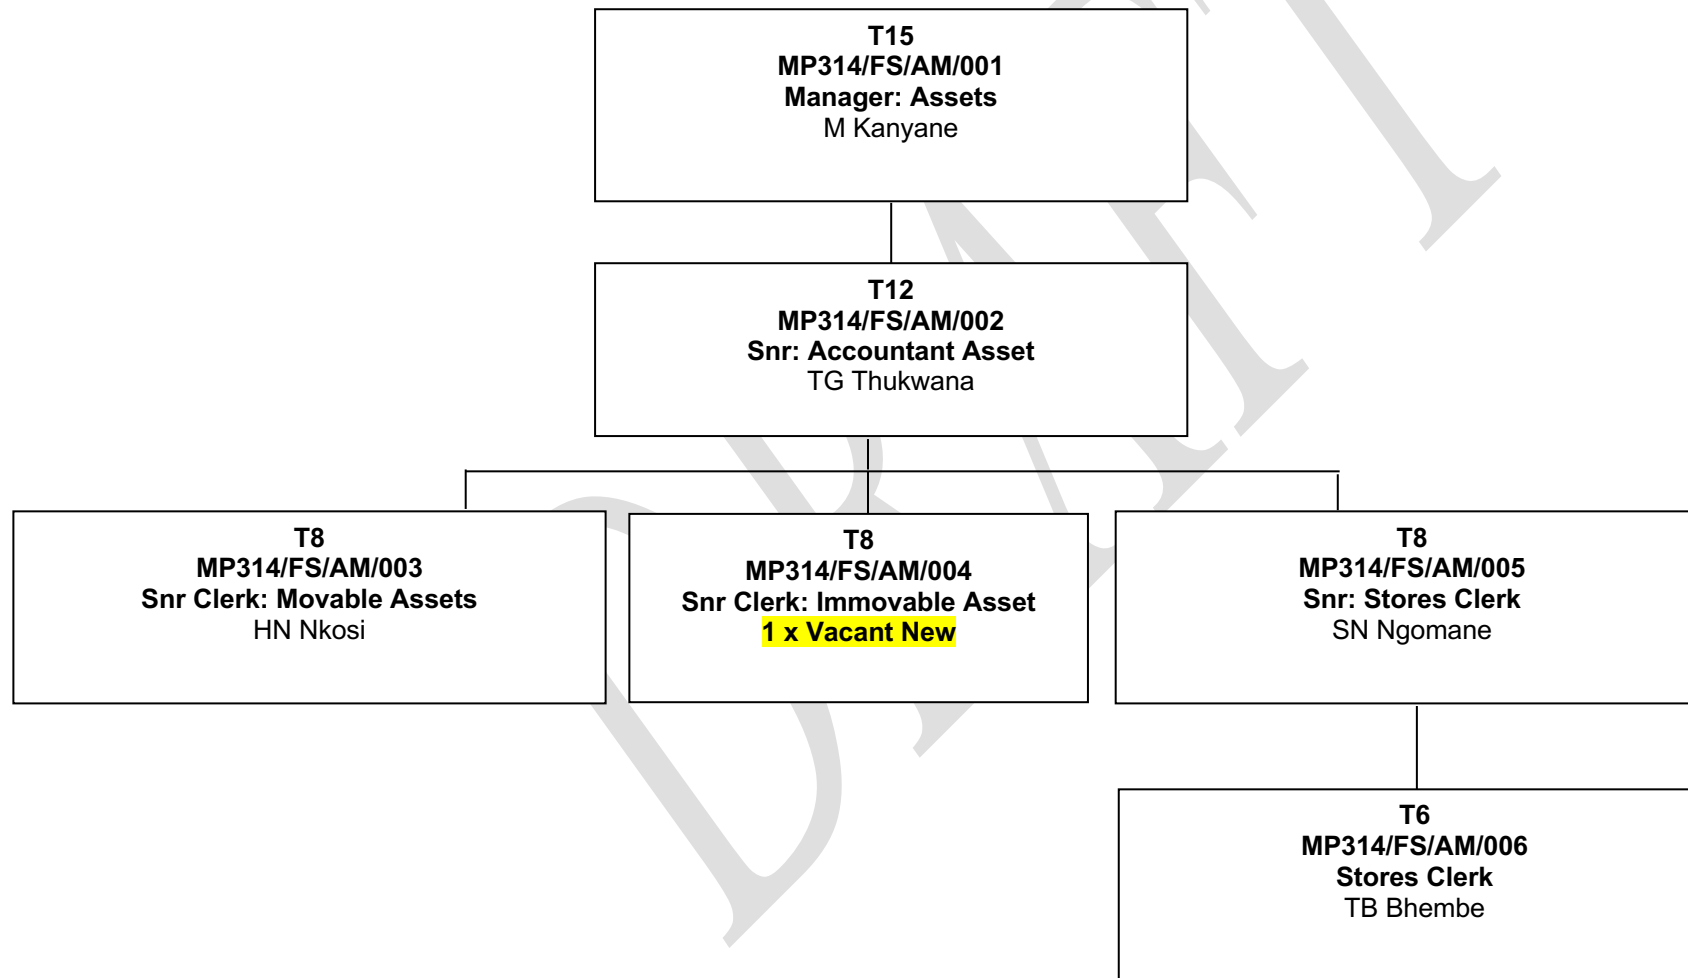 T15
MP314/FS/AM/001
Manager: Assets
M Kanyane
T12
MP314/FS/AM/002
Snr: Accountant Asset
TG Thukwana
T8
MP314/FS/AM/003
Snr Clerk: Movable Assets
HN Nkosi
T8
MP314/FS/AM/004
Snr Clerk: Immovable Asset
1 x Vacant New
T8
MP314/FS/AM/005
Snr: Stores Clerk
SN Ngomane
T6
MP314/FS/AM/006
Stores Clerk
TB Bhembe
DRAFT